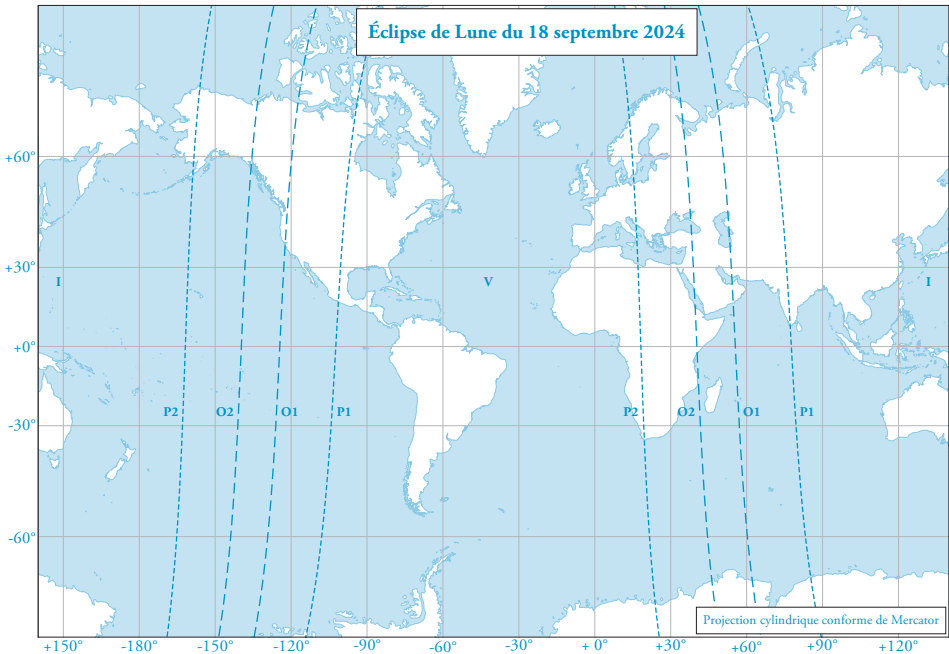 Éclipse de Lune du 18 septembre 2024
+60°
+30°
I V I
+0°
P2 O2 O1 P1 P2 O2 O1 P1
-30°
-60°
Projection cylindrique conforme de Mercator
+150° -180° -150° -120° -90° -60° -30° +0° +30° +60° +90° +120°